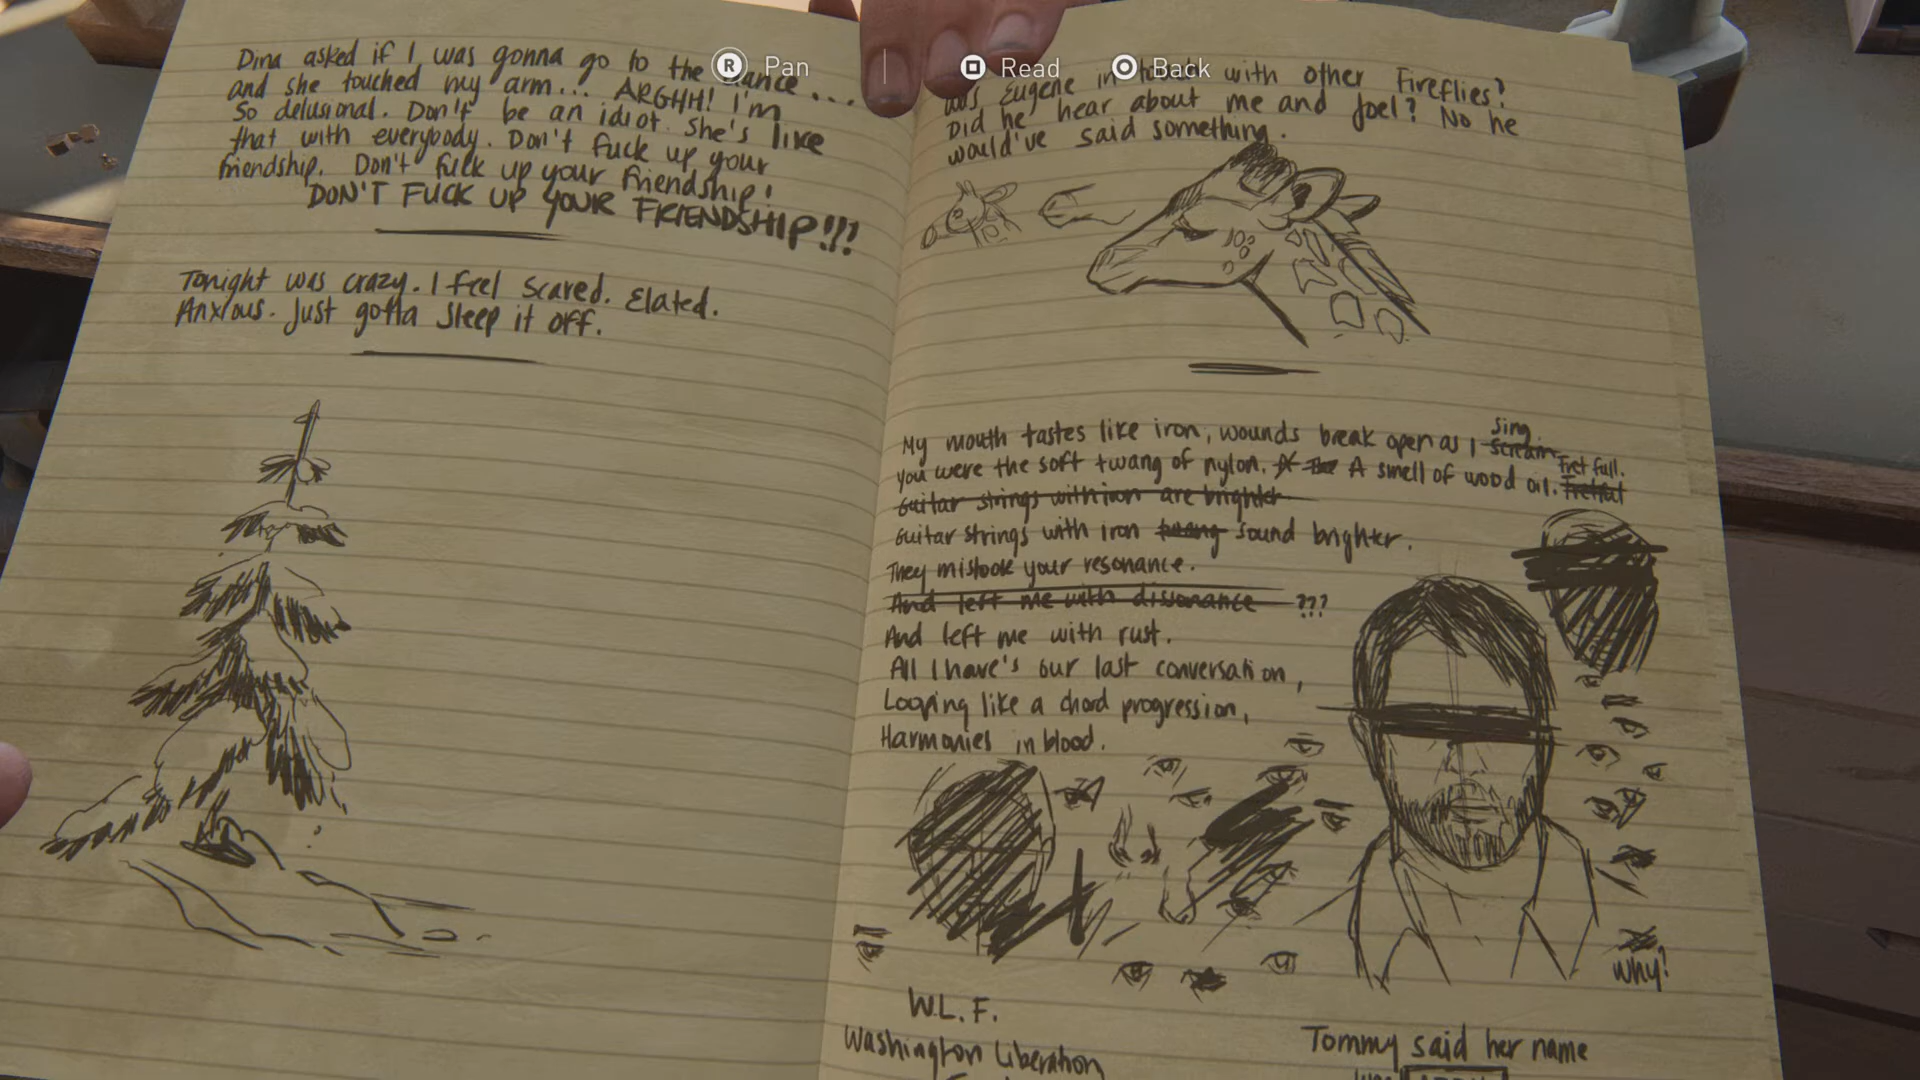 R Pan
Read
Back
Dina asked if I was gonna go to the dance...
and she touched my arm... ARGHH! I'm
so delusional. Don't be an idiot. She's like
that with everybody. Don't fuck up your
friendship. Don't fuck up your friendship!
DON'T FUCK UP YOUR FRIENDSHIP!!!
Tonight was crazy. I feel scared. Elated.
Anxious. Just gotta sleep it off.
Was Eugene in touch with other Fireflies?
Did he hear about me and Joel? No he
would've said something.
My mouth tastes like iron, wounds break open as I scream sing
You were the soft twang of nylon. A smell of wood oil. Fretful Fret full.
Guitar strings with iron are brighter
Guitar strings with iron twang sound brighter.
They mistook your resonance.
And left me with dissonance ???
And left me with rust.
All I have's our last conversation,
Looping like a chord progression,
Harmonies in blood.
Why?
W.L.F.
Washington Liberation
Tommy said her name